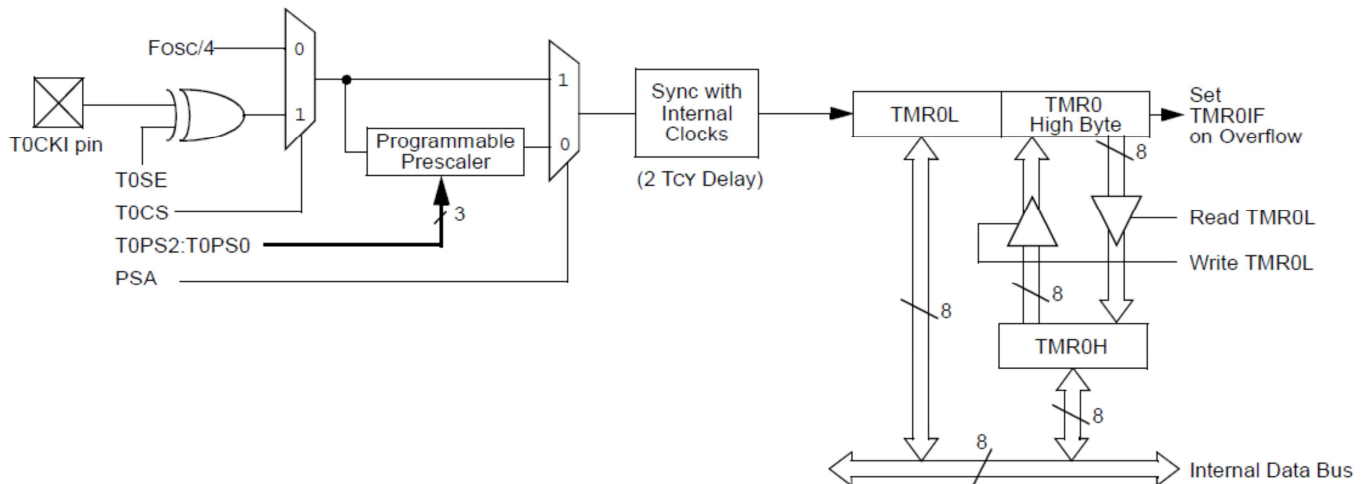 FOSC/4
0
1
T0CKI pin
T0SE
T0CS
T0PS2:T0PS0
PSA
Programmable
Prescaler
3
1
0
Sync with
Internal
Clocks
(2 TCY Delay)
TMR0L
TMR0
High Byte
Set
TMR0IF
on Overflow
8
Read TMR0L
Write TMR0L
8
8
TMR0H
8
8
Internal Data Bus